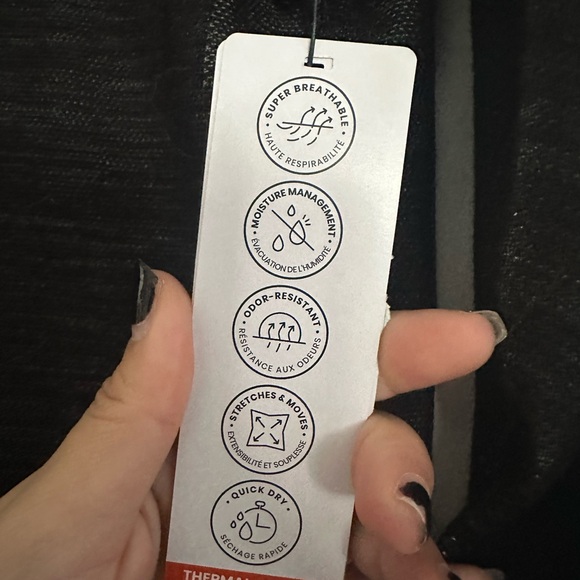 SUPER BREATHABLE
HAUTE RESPIRABILITÉ
MOISTURE MANAGEMENT
ÉVACUATION DE L'HUMIDITÉ
ODOR-RESISTANT
RÉSISTANCE AUX ODEURS
STRETCHES & MOVES
EXTENSIBILITÉ ET SOUPLESSE
QUICK DRY
SÉCHAGE RAPIDE